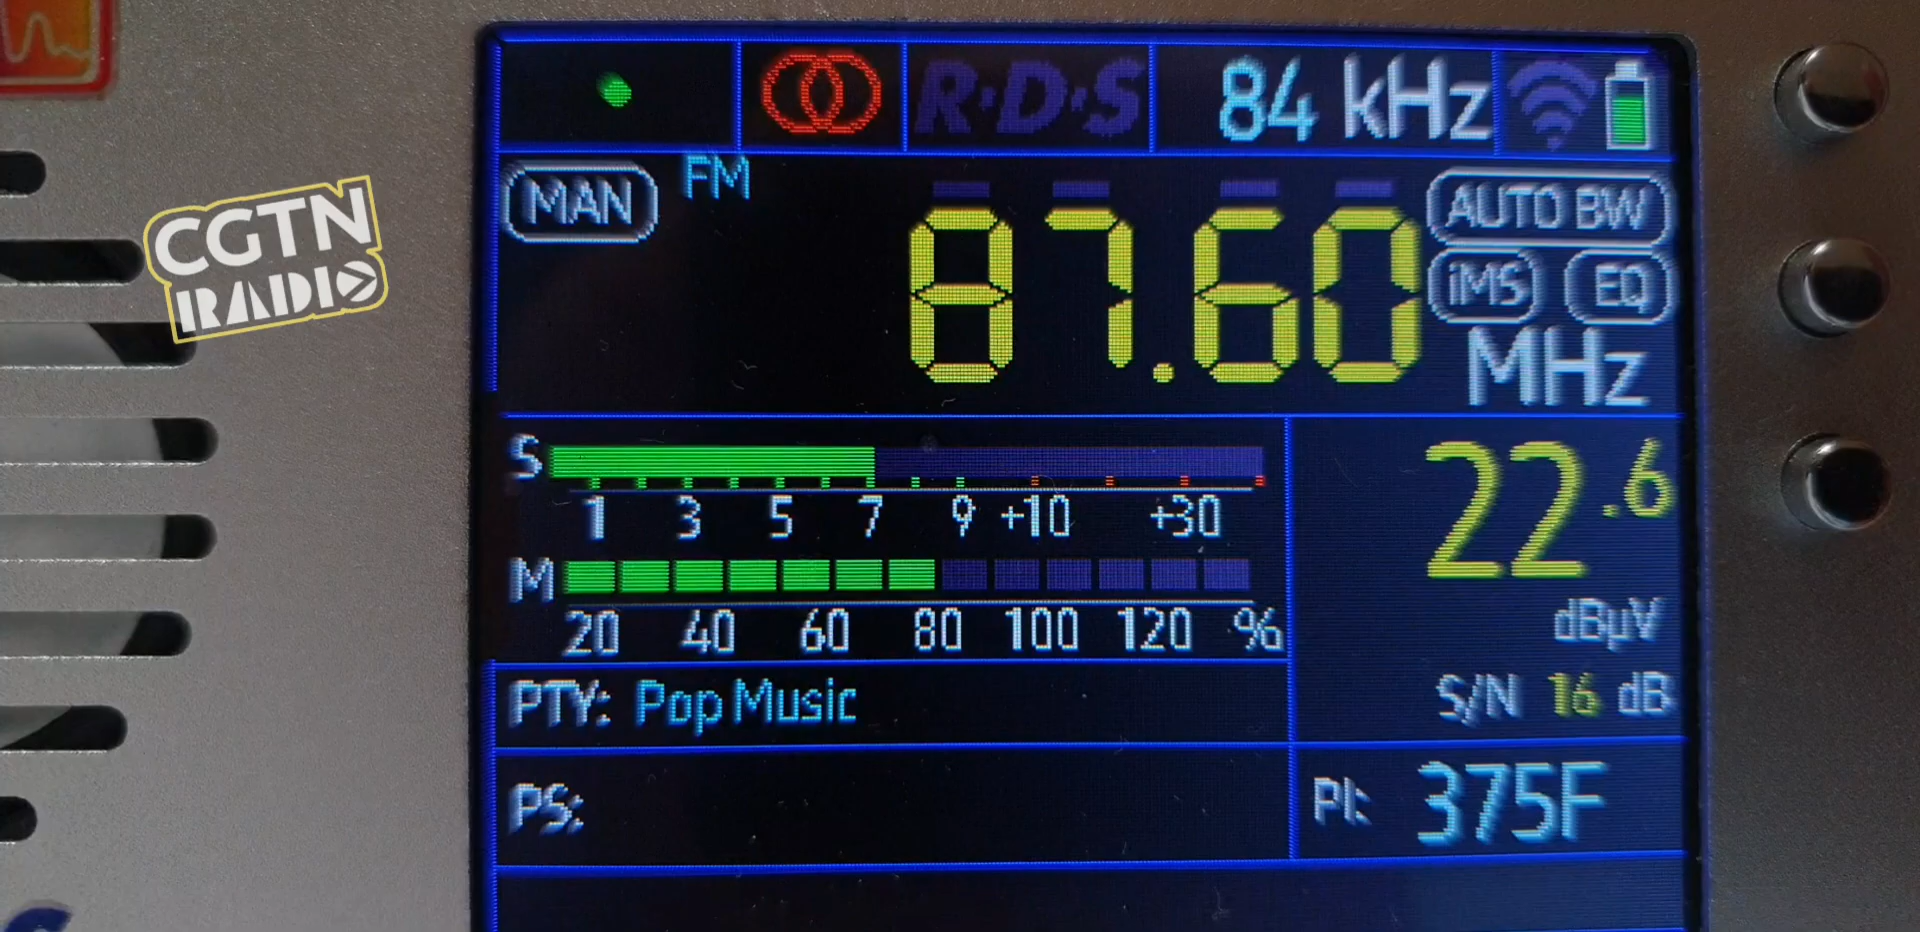 R·D·S
84 kHz
MAN
FM
87.60
MHz
AUTO BW
iMS
EQ
CGTN
RADIO
S
1 3 5 7 9 +10 +30
M
20 40 60 80 100 120 %
22.6
dBµV
S/N 16 dB
PTY: Pop Music
PS:
PI: 375F